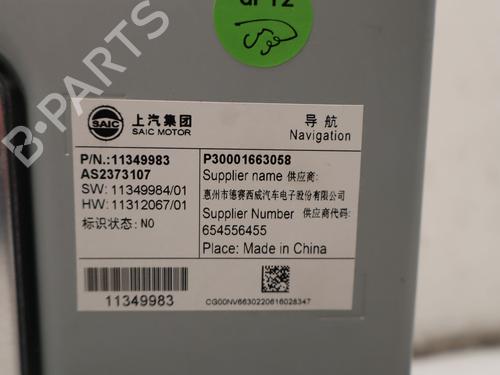 B-PARTS
SAIC
上汽集团
SAIC MOTOR
导航
Navigation
P/N.:11349983
AS2373107
SW: 11349984/01
HW: 11312067/01
标识状态: NO
P30001663058
Supplier name 供应商:
惠州市德赛西威汽车电子股份有限公司
Supplier Number 供应商代码:
654556455
Place: Made in China
11349983
CG00NV6630220616028347